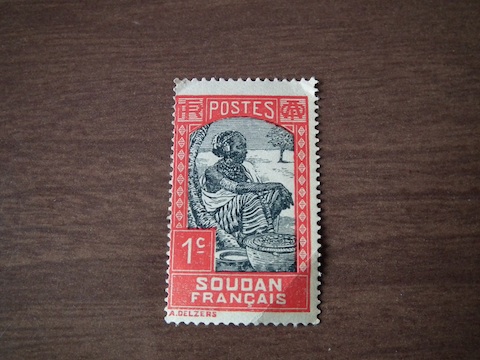 RF POSTES
1c
SOUDAN
FRANÇAIS
A.DELZERS